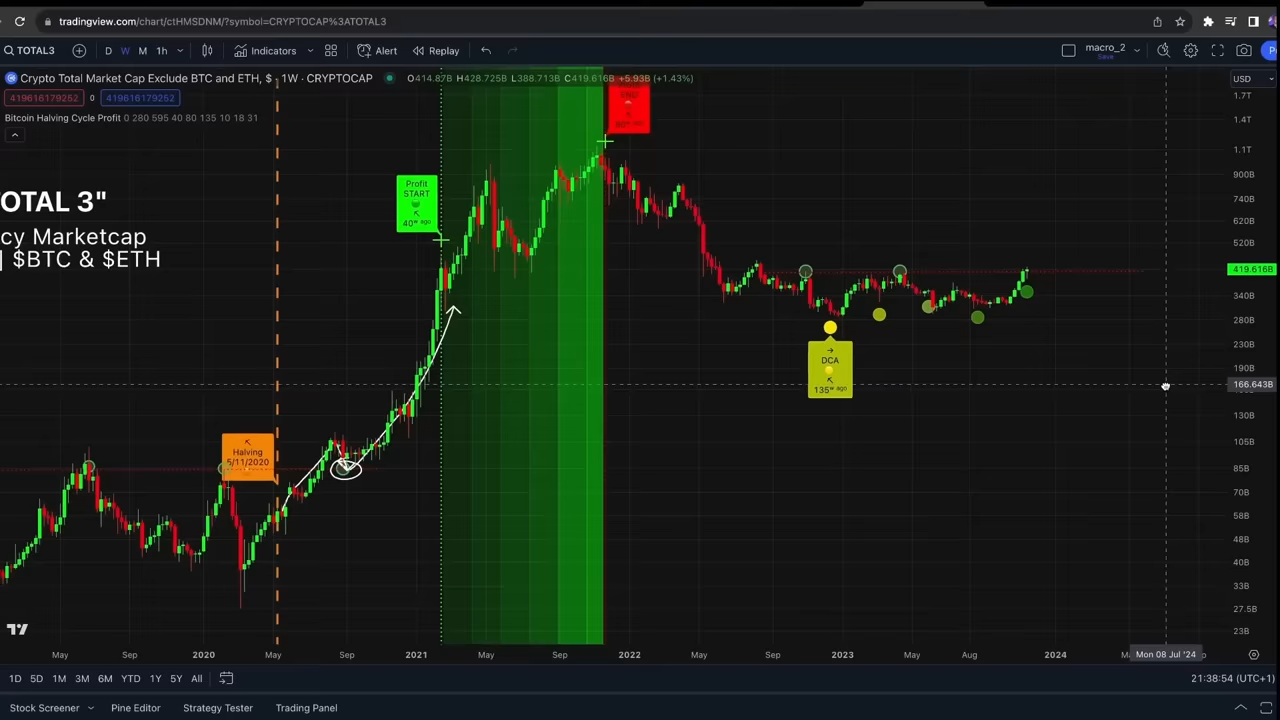 tradingview.com/chart/ctHMSDNM/?symbol=CRYPTOCAP%3ATOTAL3
TOTAL3
D W M 1h Indicators Alert Replay macro_2
Save
Crypto Total Market Cap Exclude BTC and ETH, $ · 1W · CRYPTOCAP O414.87B H428.725B L388.713B C419.616B +5.93B (+1.43%) USD
419616179252 0 419616179252
Bitcoin Halving Cycle Profit 0 280 595 40 80 135 10 18 31
1.7T
1.4T
1.1T
900B
740B
620B
520B
419.616B
340B
280B
230B
190B
166.643B
130B
105B
85B
70B
58B
48B
40B
33B
27.5B
23B
OTAL 3"
cy Marketcap
| $BTC & $ETH
Profit
START
40ʷ ago
END
DCA
135ʷ ago
Halving
5/11/2020
May Sep 2020 May Sep 2021 May Sep 2022 May Sep 2023 May Aug 2024 Mon 08 Jul '24
1D 5D 1M 3M 6M YTD 1Y 5Y All 21:38:54 (UTC+1)
Stock Screener Pine Editor Strategy Tester Trading Panel